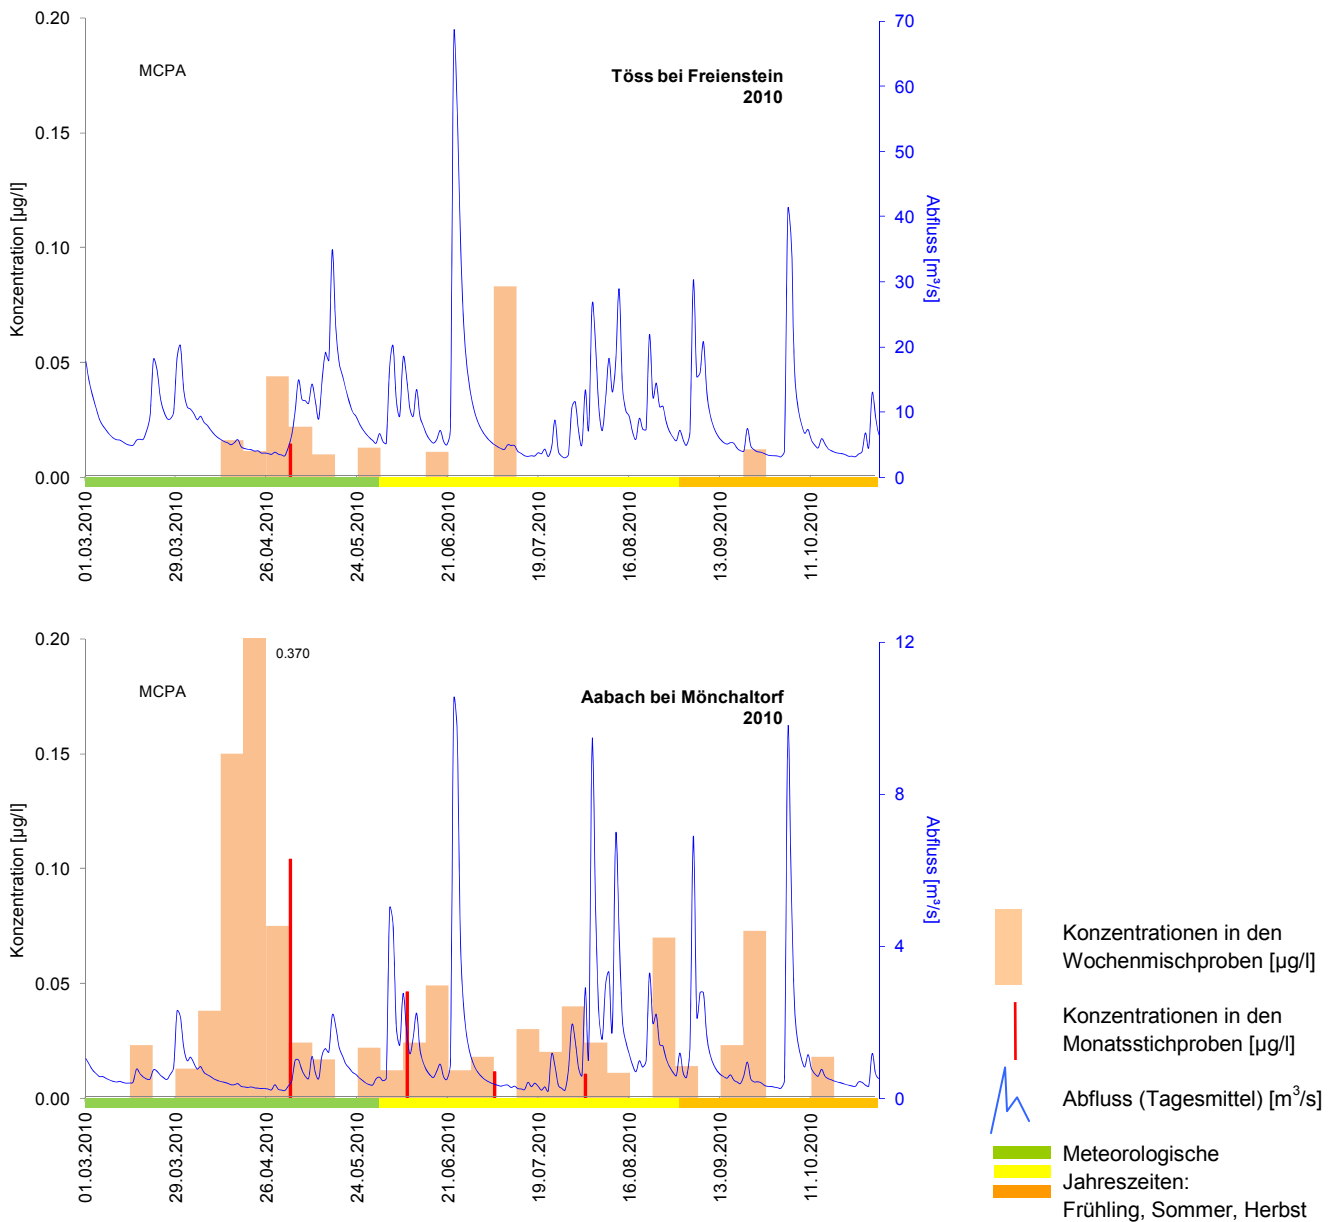 0.20
0.15
0.10
0.05
0.00
Konzentration [µg/l]
MCPA
Töss bei Freienstein
2010
70
60
50
40
30
20
10
0
Abfluss [m³/s]
01.03.2010
29.03.2010
26.04.2010
24.05.2010
21.06.2010
19.07.2010
16.08.2010
13.09.2010
11.10.2010
0.20
0.15
0.10
0.05
0.00
Konzentration [µg/l]
MCPA
0.370
Aabach bei Mönchaltorf
2010
12
8
4
0
Abfluss [m³/s]
01.03.2010
29.03.2010
26.04.2010
24.05.2010
21.06.2010
19.07.2010
16.08.2010
13.09.2010
11.10.2010
Konzentrationen in den
Wochenmischproben [µg/l]
Konzentrationen in den
Monatsstichproben [µg/l]
Abfluss (Tagesmittel) [m³/s]
Meteorologische
Jahreszeiten:
Frühling, Sommer, Herbst